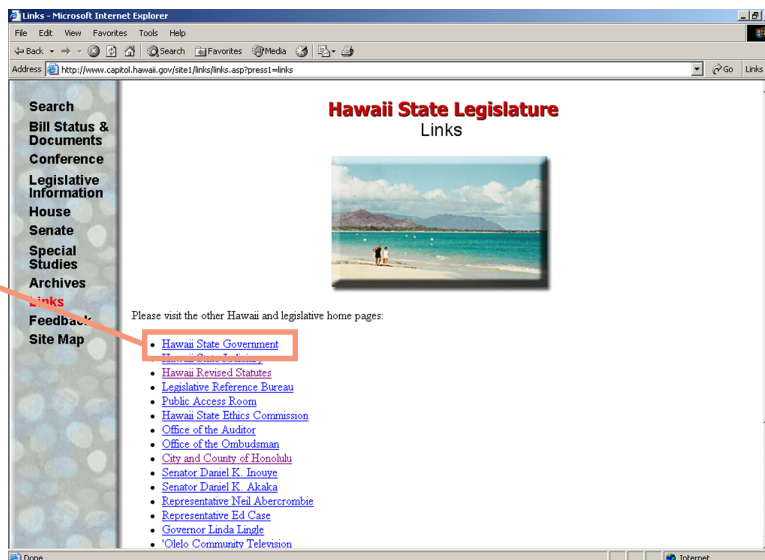 Links - Microsoft Internet Explorer
File Edit View Favorites Tools Help
Back Search Favorites Media
Address http://www.capitol.hawaii.gov/site1/links/links.asp?press1=links Go Links
Search
Bill Status &
Documents
Conference
Legislative
Information
House
Senate
Special
Studies
Archives
Links
Feedback
Site Map
Hawaii State Legislature
Links
Please visit the other Hawaii and legislative home pages:
Hawaii State Government
Hawaii State Judiciary
Hawaii Revised Statutes
Legislative Reference Bureau
Public Access Room
Hawaii State Ethics Commission
Office of the Auditor
Office of the Ombudsman
City and County of Honolulu
Senator Daniel K. Inouye
Senator Daniel K. Akaka
Representative Neil Abercrombie
Representative Ed Case
Governor Linda Lingle
'Olelo Community Television
Done Internet